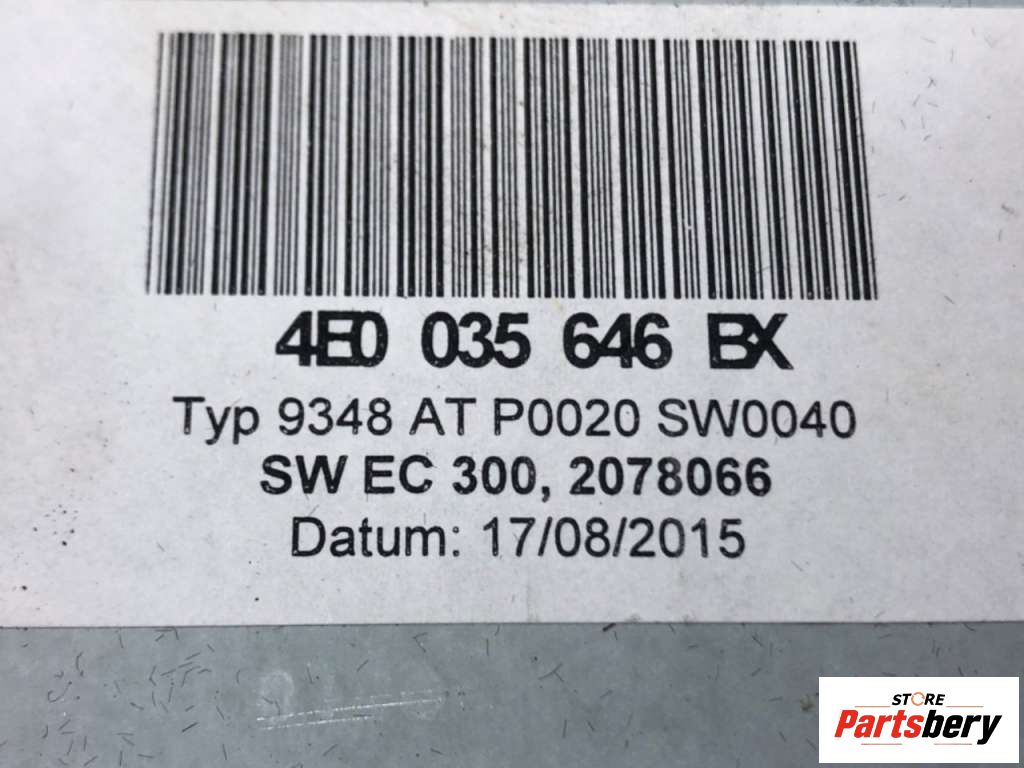 4E0 035 646 BX
Typ 9348 AT P0020 SW0040
SW EC 300, 2078066
Datum: 17/08/2015
STORE
Partsbery